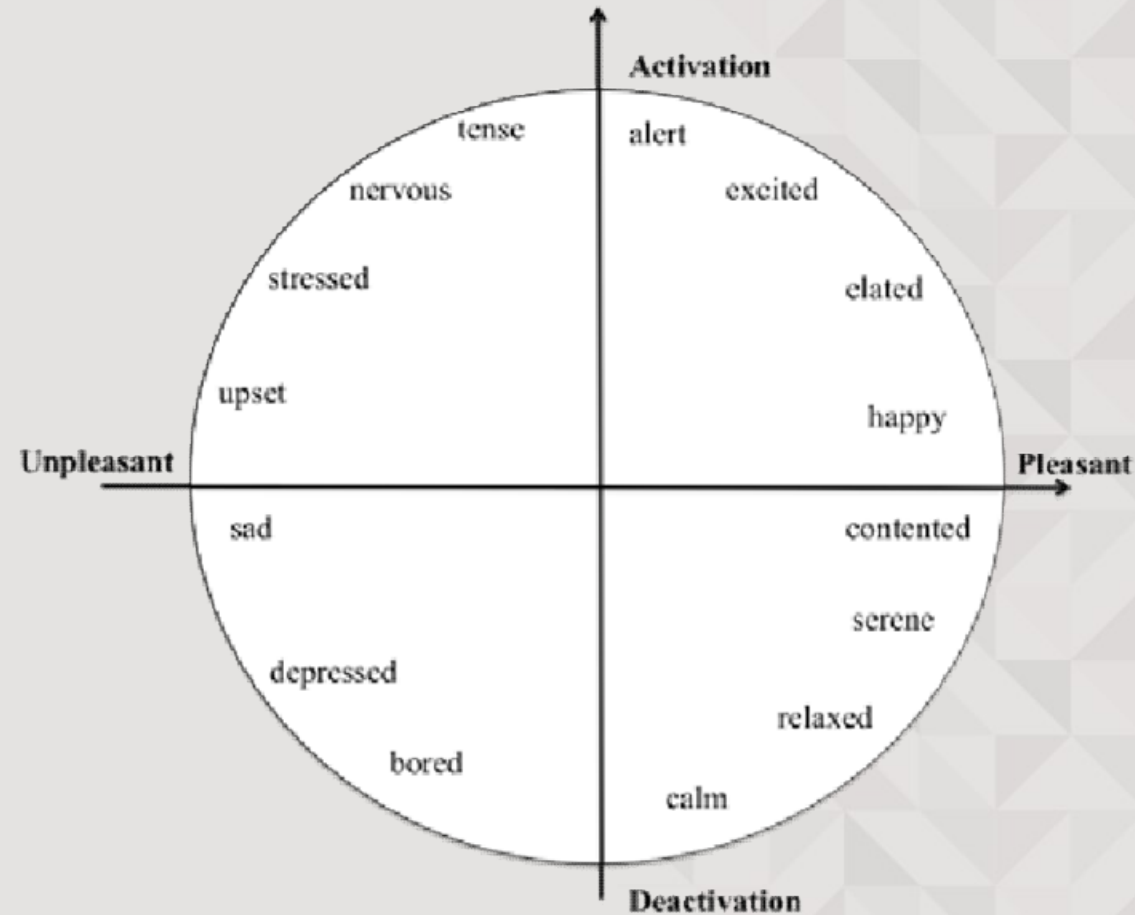 Activation
tense
alert
nervous
excited
stressed
elated
upset
happy
Unpleasant
Pleasant
sad
contented
serene
depressed
relaxed
bored
calm
Deactivation